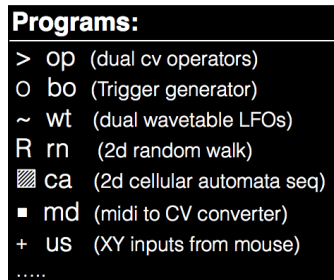 Programs:
> op (dual cv operators)
O bo (Trigger generator)
~ wt (dual wavetable LFOs)
R rn (2d random walk)
▨ ca (2d cellular automata seq)
▪ md (midi to CV converter)
+ us (XY inputs from mouse)
.....